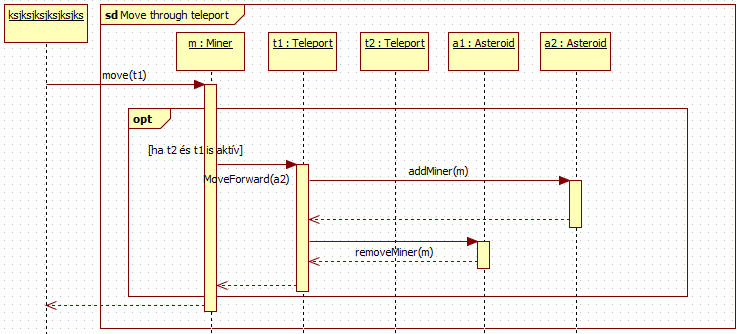 ksjksjksjksjksjks
sd Move through teleport
m : Miner
t1 : Teleport
t2 : Teleport
a1 : Asteroid
a2 : Asteroid
move(t1)
opt
[ha t2 és t1 is aktív]
MoveForward(a2)
addMiner(m)
removeMiner(m)